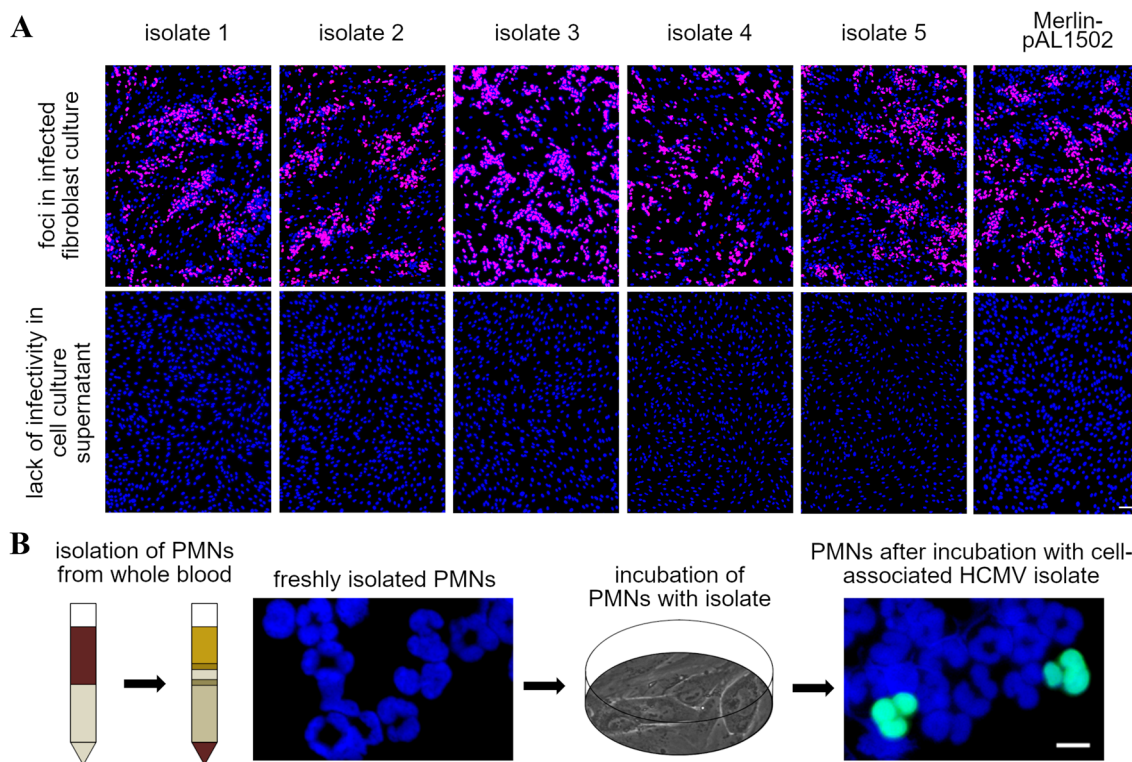 A
isolate 1
isolate 2
isolate 3
isolate 4
isolate 5
Merlin-
pAL1502
foci in infected
fibroblast culture
lack of infectivity in
cell culture
supernatant
B
isolation of PMNs
from whole blood
freshly isolated PMNs
incubation of
PMNs with isolate
PMNs after incubation with cell-
associated HCMV isolate